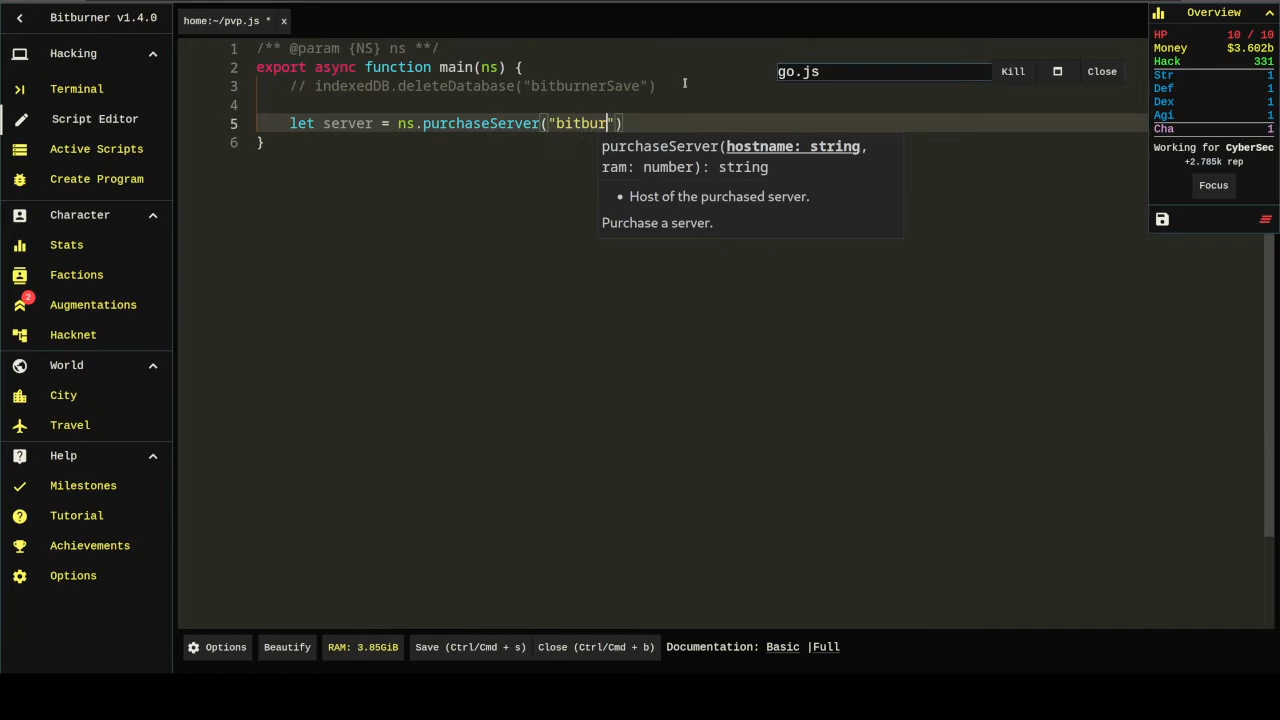 Bitburner v1.4.0
Hacking
Terminal
Script Editor
Active Scripts
Create Program
Character
Stats
Factions
2
Augmentations
Hacknet
World
City
Travel
Help
Milestones
Tutorial
Achievements
Options
home:~/pvp.js * x
1 /** @param {NS} ns **/
2 export async function main(ns) {
3 // indexedDB.deleteDatabase("bitburnerSave")
4
5 let server = ns.purchaseServer("bitbur")
6 }
purchaseServer(hostname: string,
ram: number): string
• Host of the purchased server.
Purchase a server.
go.js Kill Close
Overview
HP 10 / 10
Money $3.602b
Hack 331
Str 1
Def 1
Dex 1
Agi 1
Cha 1
Working for CyberSec
+2.785k rep
Focus
Options Beautify RAM: 3.85GiB Save (Ctrl/Cmd + s) Close (Ctrl/Cmd + b) Documentation: Basic |Full